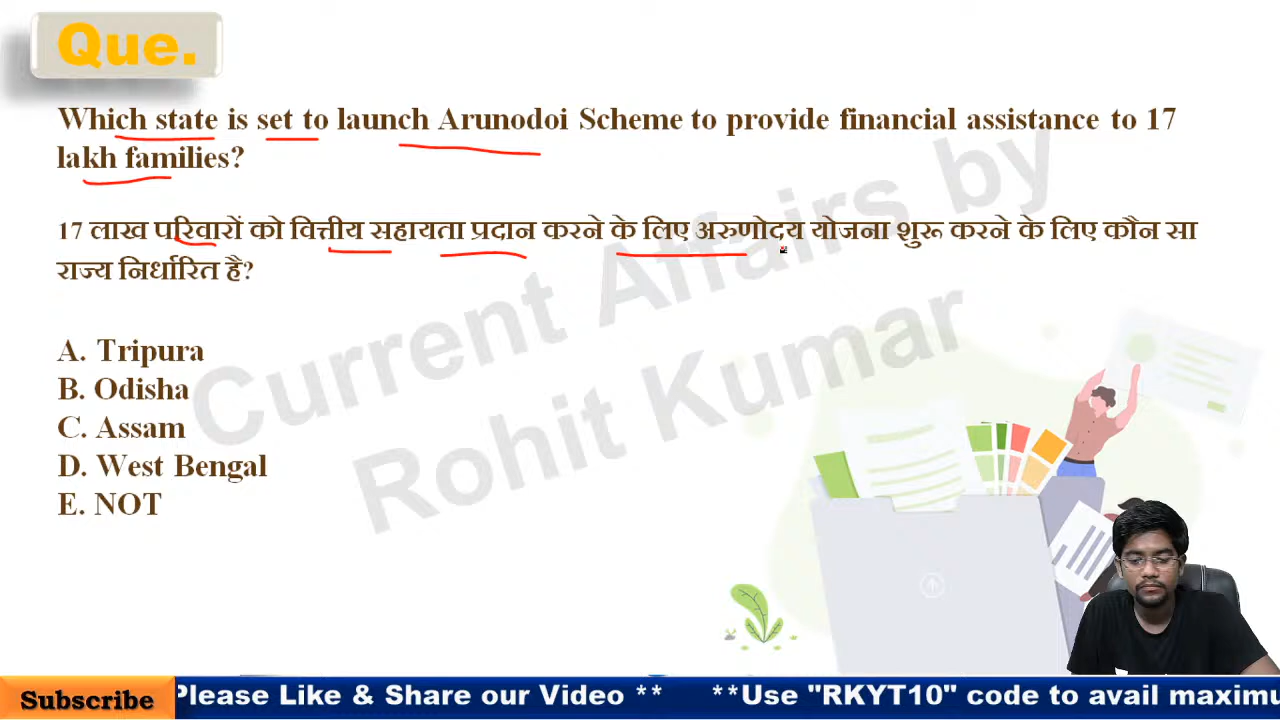 Que.
Which state is set to launch Arunodoi Scheme to provide financial assistance to 17
lakh families?
17 लाख परिवारों को वित्तीय सहायता प्रदान करने के लिए अरुणोदय योजना शुरू करने के लिए कौन सा
राज्य निर्धारित है?
A. Tripura
B. Odisha
C. Assam
D. West Bengal
E. NOT
Current Affairs by
Rohit Kumar
Subscribe
Please Like & Share our Video ** **Use "RKYT10" code to avail maximu